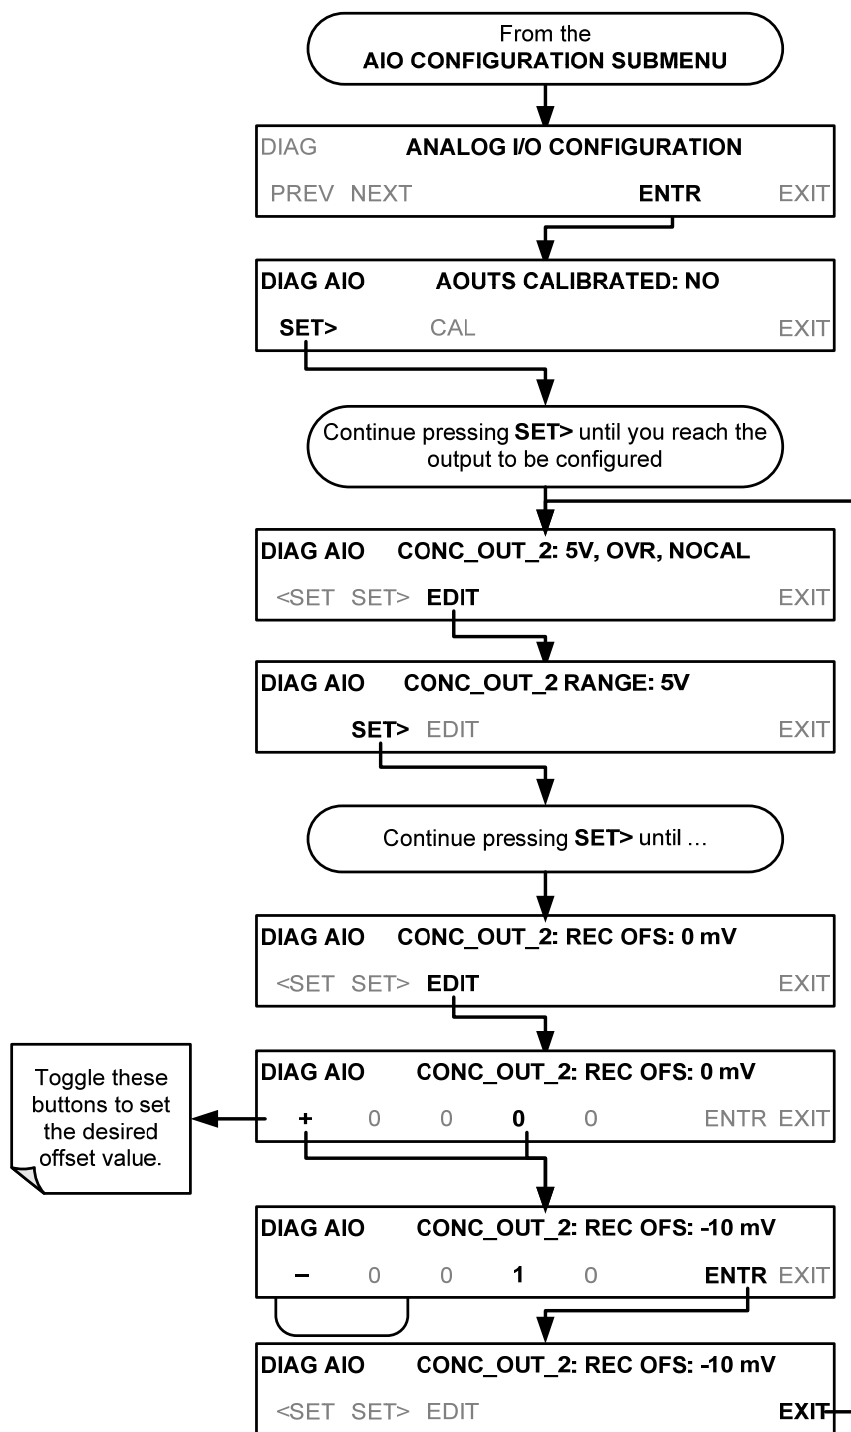 From the
AIO CONFIGURATION SUBMENU
DIAG ANALOG I/O CONFIGURATION
PREV NEXT ENTR EXIT
DIAG AIO AOUTS CALIBRATED: NO
SET> CAL EXIT
Continue pressing SET> until you reach the
output to be configured
DIAG AIO CONC_OUT_2: 5V, OVR, NOCAL
<SET SET> EDIT EXIT
DIAG AIO CONC_OUT_2 RANGE: 5V
SET> EDIT EXIT
Continue pressing SET> until ...
DIAG AIO CONC_OUT_2: REC OFS: 0 mV
<SET SET> EDIT EXIT
Toggle these
buttons to set
the desired
offset value.
DIAG AIO CONC_OUT_2: REC OFS: 0 mV
+ 0 0 0 0 ENTR EXIT
DIAG AIO CONC_OUT_2: REC OFS: -10 mV
– 0 0 1 0 ENTR EXIT
DIAG AIO CONC_OUT_2: REC OFS: -10 mV
<SET SET> EDIT EXIT